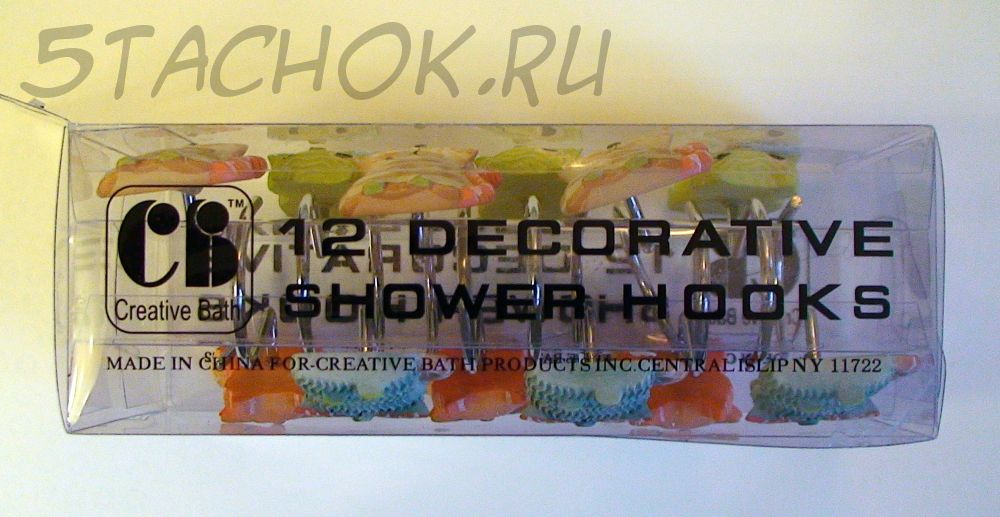 5TACHOK.RU
CB™
12 DECORATIVE
SHOWER HOOKS
Creative Bath
MADE IN CHINA FOR CREATIVE BATH PRODUCTS INC. CENTRAL ISLIP NY 11722